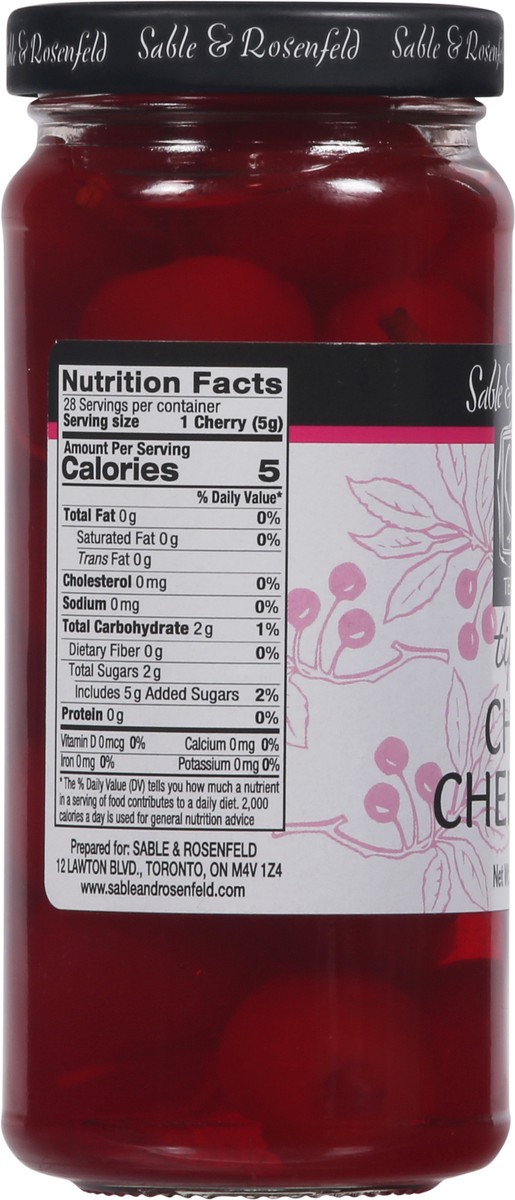 Sable & Rosenfeld
Sable &
Nutrition Facts
28 Servings per container
Serving size 1 Cherry (5g)
Amount Per Serving
Calories 5
% Daily Value*
Total Fat 0g 0%
Saturated Fat 0g 0%
Trans Fat 0g
Cholesterol 0mg 0%
Sodium 0mg 0%
Total Carbohydrate 2g 1%
Dietary Fiber 0g 0%
Total Sugars 2g
Includes 5g Added Sugars 2%
Protein 0g 0%
Vitamin D 0mcg 0% Calcium 0mg 0%
Iron 0mg 0% Potassium 0mg 0%
*The % Daily Value (DV) tells you how much a nutrient
in a serving of food contributes to a daily diet. 2,000
calories a day is used for general nutrition advice
Prepared for: SABLE & ROSENFELD
12 LAWTON BLVD., TORONTO, ON M4V 1Z4
www.sableandrosenfeld.com
CH
CHE
Net